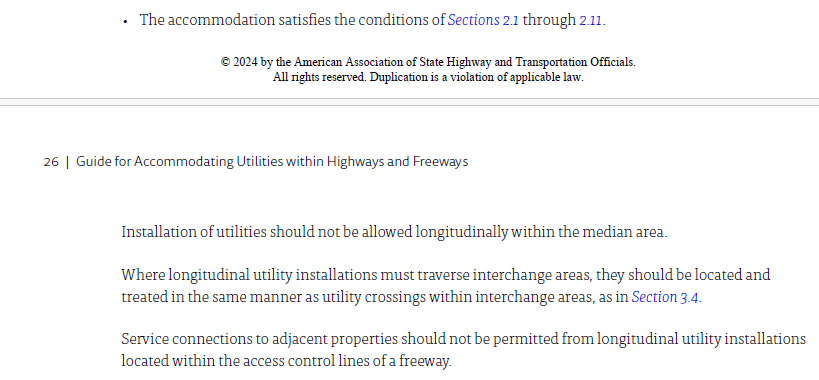 • The accommodation satisfies the conditions of Sections 2.1 through 2.11.
© 2024 by the American Association of State Highway and Transportation Officials.
All rights reserved. Duplication is a violation of applicable law.
26 | Guide for Accommodating Utilities within Highways and Freeways
Installation of utilities should not be allowed longitudinally within the median area.
Where longitudinal utility installations must traverse interchange areas, they should be located and
treated in the same manner as utility crossings within interchange areas, as in Section 3.4.
Service connections to adjacent properties should not be permitted from longitudinal utility installations
located within the access control lines of a freeway.